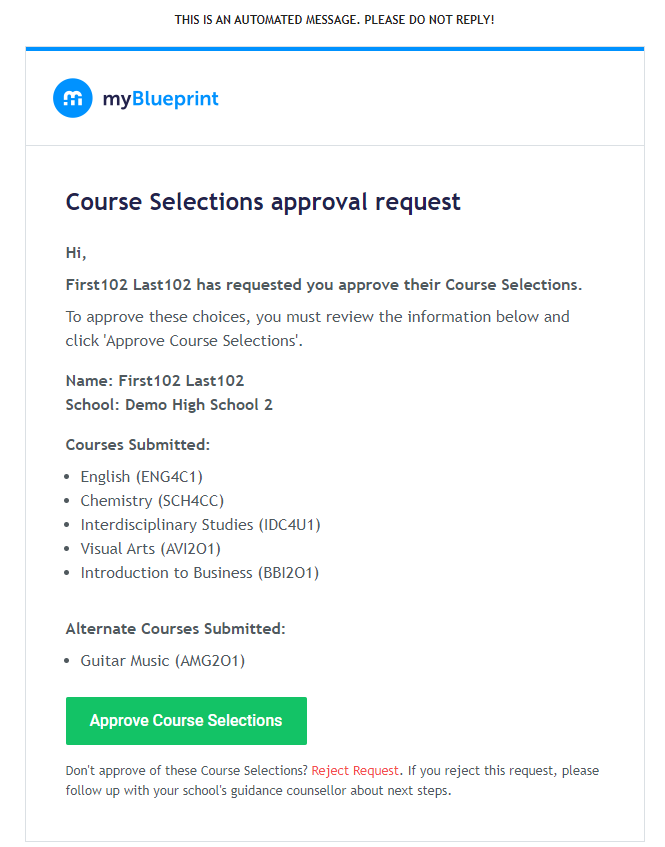 THIS IS AN AUTOMATED MESSAGE. PLEASE DO NOT REPLY!
myBlueprint
Course Selections approval request
Hi,
First102 Last102 has requested you approve their Course Selections.
To approve these choices, you must review the information below and
click 'Approve Course Selections'.
Name: First102 Last102
School: Demo High School 2
Courses Submitted:
• English (ENG4C1)
• Chemistry (SCH4CC)
• Interdisciplinary Studies (IDC4U1)
• Visual Arts (AVI2O1)
• Introduction to Business (BBI2O1)
Alternate Courses Submitted:
• Guitar Music (AMG2O1)
Approve Course Selections
Don't approve of these Course Selections? Reject Request. If you reject this request, please
follow up with your school's guidance counsellor about next steps.